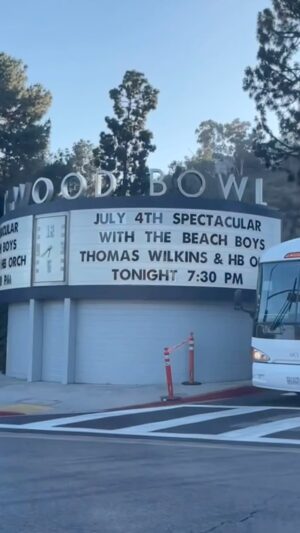 WOOD BOWL
JULY 4TH SPECTACULAR
WITH THE BEACH BOYS
THOMAS WILKINS & HB O
TONIGHT 7:30 PM
ULAR
BOYS
HB ORCH
PM